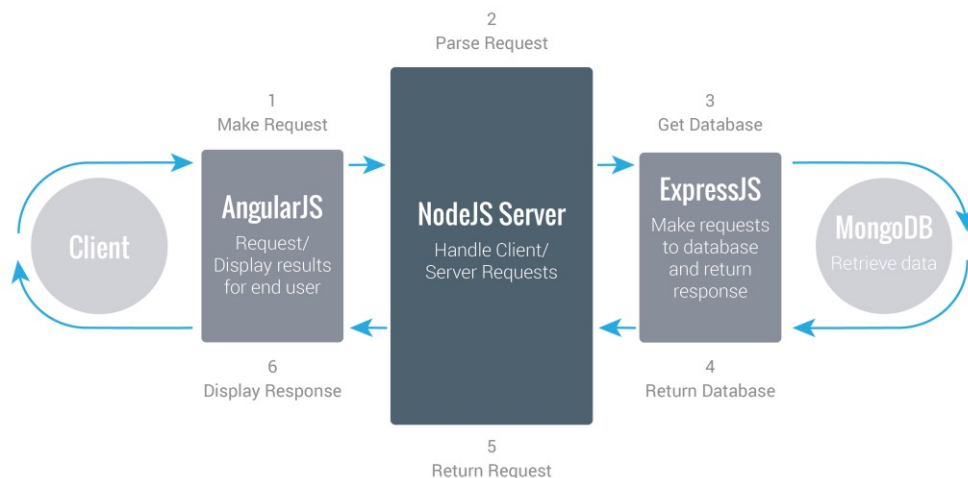 2
Parse Request
1
Make Request
3
Get Database
Client
AngularJS
Request/
Display results
for end user
NodeJS Server
Handle Client/
Server Requests
ExpressJS
Make requests
to database
and return
response
MongoDB
Retrieve data
6
Display Response
4
Return Database
5
Return Request